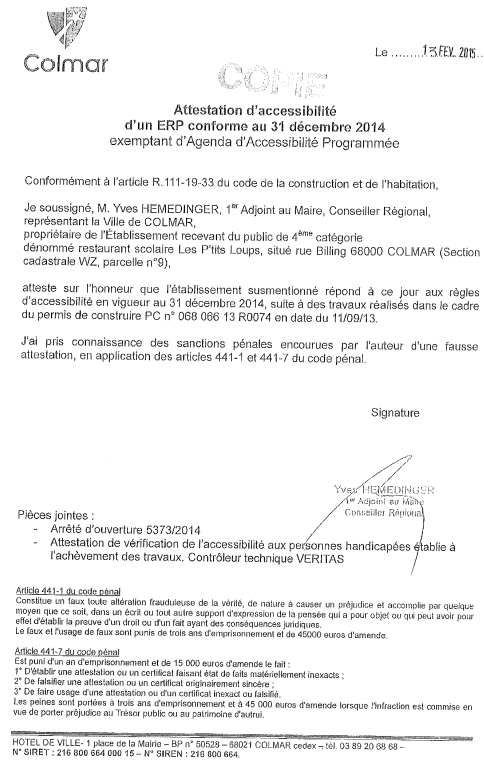 Colmar
Le ........13 FEV. 2015..
COPIE
Attestation d'accessibilité
d'un ERP conforme au 31 décembre 2014
exemptant d'Agenda d'Accessibilité Programmée
Conformément à l'article R.111-19-33 du code de la construction et de l'habitation,
Je soussigné, M. Yves HEMEDINGER, 1er Adjoint au Maire, Conseiller Régional,
représentant la Ville de COLMAR,
propriétaire de l'Établissement recevant du public de 4ème catégorie
dénommé restaurant scolaire Les P'tits Loups, situé rue Billing 68000 COLMAR (Section
cadastrale WZ, parcelle n°9),
atteste sur l'honneur que l'établissement susmentionné répond à ce jour aux règles
d'accessibilité en vigueur au 31 décembre 2014, suite à des travaux réalisés dans le cadre
du permis de construire PC n° 068 066 13 R0074 en date du 11/09/13.
J'ai pris connaissance des sanctions pénales encourues par l'auteur d'une fausse
attestation, en application des articles 441-1 et 441-7 du code pénal.
Signature
Yves HEMEDINGER
1er Adjoint au Maire
Conseiller Régional
Pièces jointes :
- Arrêté d'ouverture 5373/2014
- Attestation de vérification de l'accessibilité aux personnes handicapées établie à
l'achèvement des travaux. Contrôleur technique VERITAS
Article 441-1 du code pénal
Constitue un faux toute altération frauduleuse de la vérité, de nature à causer un préjudice et accomplie par quelque
moyen que ce soit, dans un écrit ou tout autre support d'expression de la pensée qui a pour objet ou qui peut avoir pour
effet d'établir la preuve d'un droit ou d'un fait ayant des conséquences juridiques.
Le faux et l'usage de faux sont punis de trois ans d'emprisonnement et de 45000 euros d'amende.
Article 441-7 du code pénal
Est puni d'un an d'emprisonnement et de 15 000 euros d'amende le fait :
1° D'établir une attestation ou un certificat faisant état de faits matériellement inexacts ;
2° De falsifier une attestation ou un certificat originairement sincère ;
3° De faire usage d'une attestation ou d'un certificat inexact ou falsifié.
Les peines sont portées à trois ans d'emprisonnement et à 45 000 euros d'amende lorsque l'infraction est commise en
vue de porter préjudice au Trésor public ou au patrimoine d'autrui.
HOTEL DE VILLE- 1 place de la Mairie – BP n° 50528 – 68021 COLMAR cedex – tél. 03 89 20 68 68 –
N° SIRET : 216 800 664 000 15 – N° SIREN : 216 800 664.